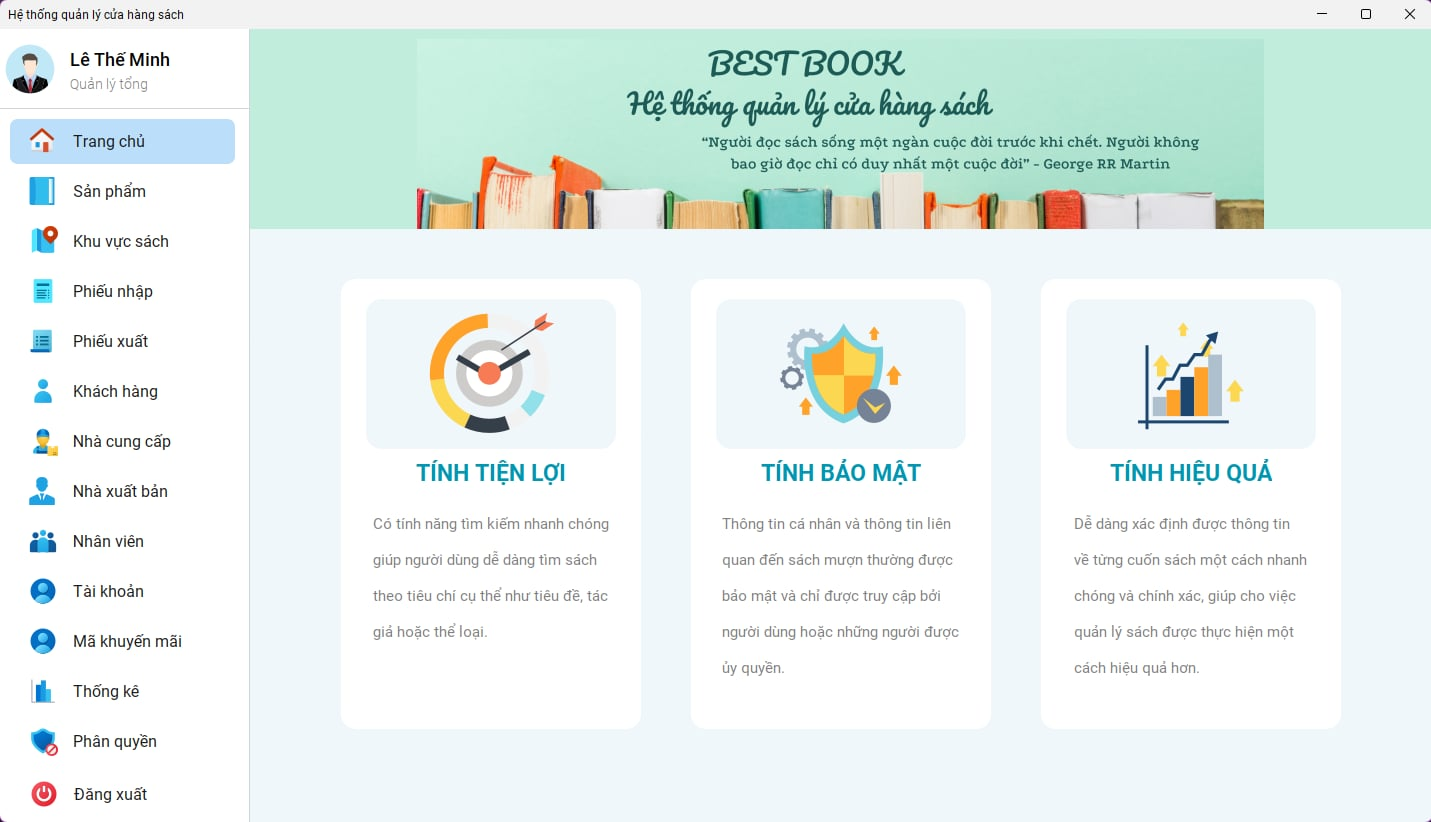 Hệ thống quản lý cửa hàng sách
Lê Thế Minh
Quản lý tổng
Trang chủ
Sản phẩm
Khu vực sách
Phiếu nhập
Phiếu xuất
Khách hàng
Nhà cung cấp
Nhà xuất bản
Nhân viên
Tài khoản
Mã khuyến mãi
Thống kê
Phân quyền
Đăng xuất
BEST BOOK
Hệ thống quản lý cửa hàng sách
“Người đọc sách sống một ngàn cuộc đời trước khi chết. Người không
bao giờ đọc chỉ có duy nhất một cuộc đời” - George RR Martin
TÍNH TIỆN LỢI
Có tính năng tìm kiếm nhanh chóng
giúp người dùng dễ dàng tìm sách
theo tiêu chí cụ thể như tiêu đề, tác
giả hoặc thể loại.
TÍNH BẢO MẬT
Thông tin cá nhân và thông tin liên
quan đến sách mượn thường được
bảo mật và chỉ được truy cập bởi
người dùng hoặc những người được
ủy quyền.
TÍNH HIỆU QUẢ
Dễ dàng xác định được thông tin
về từng cuốn sách một cách nhanh
chóng và chính xác, giúp cho việc
quản lý sách được thực hiện một
cách hiệu quả hơn.